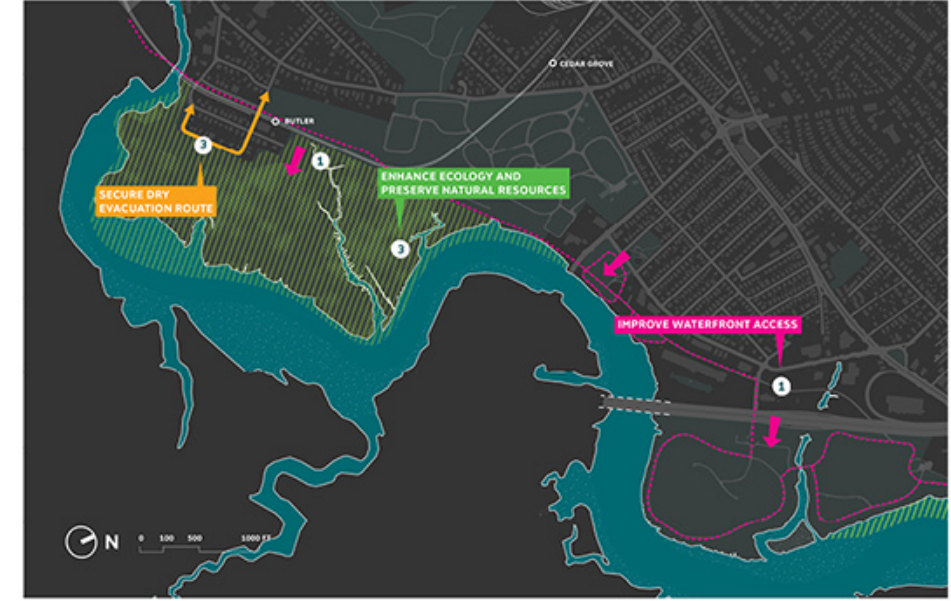 CEDAR GROVE
BUTLER
3
1
ENHANCE ECOLOGY AND
PRESERVE NATURAL RESOURCES
SECURE DRY
EVACUATION ROUTE
3
IMPROVE WATERFRONT ACCESS
1
N
0 100 500 1000 FT